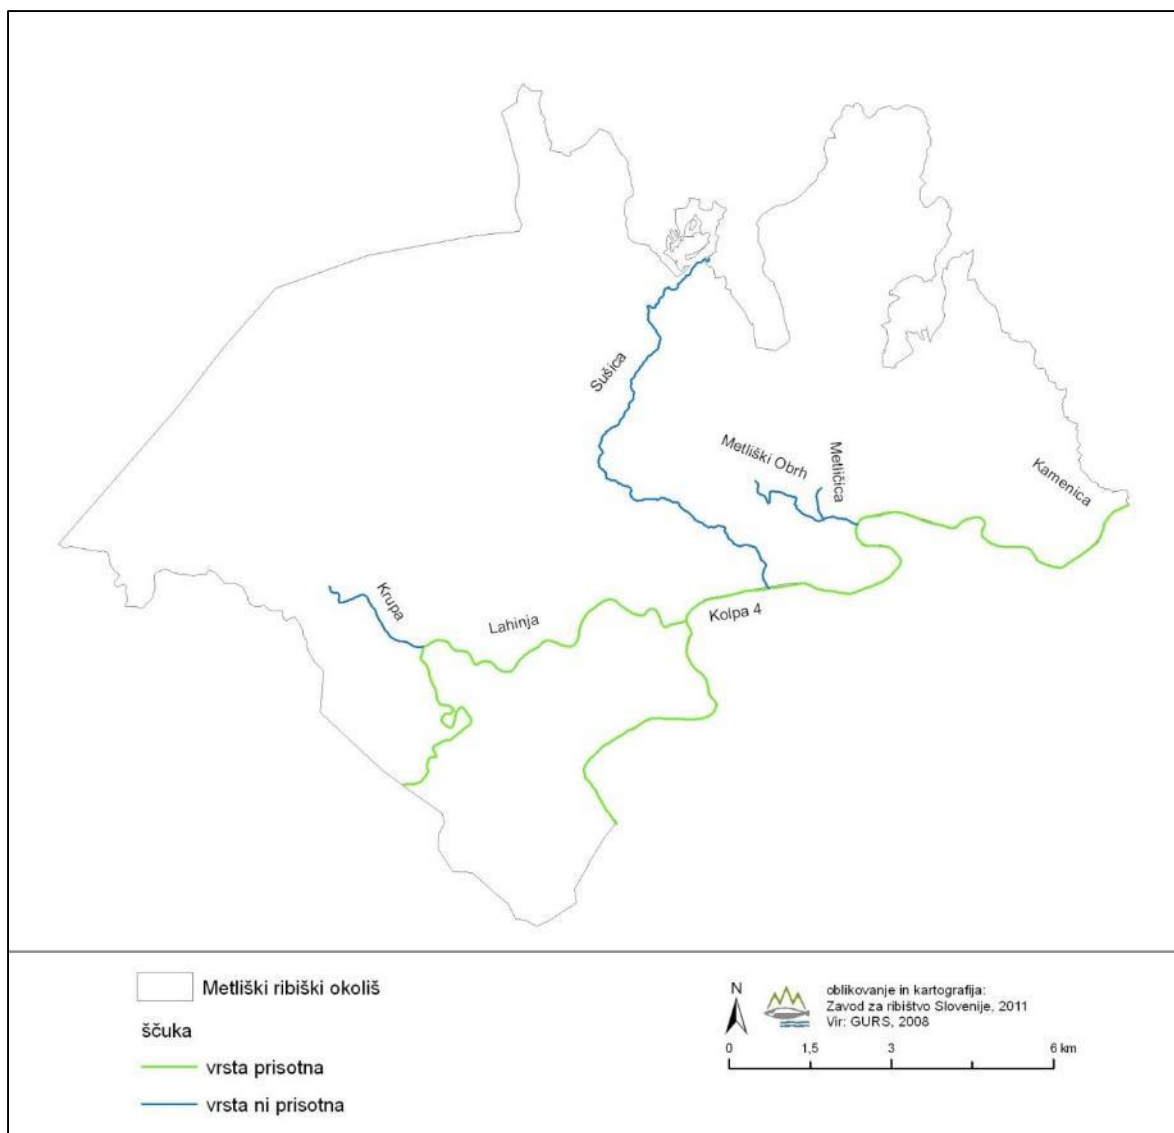 Sušica
Metliški Obrh
Metličica
Kamenica
Krupa
Lahinja
Kolpa 4
Metliški ribiški okoliš
ščuka
vrsta prisotna
vrsta ni prisotna
N
oblikovanje in kartografija:
Zavod za ribištvo Slovenije, 2011
Vir: GURS, 2008
0 1,5 3 6 km